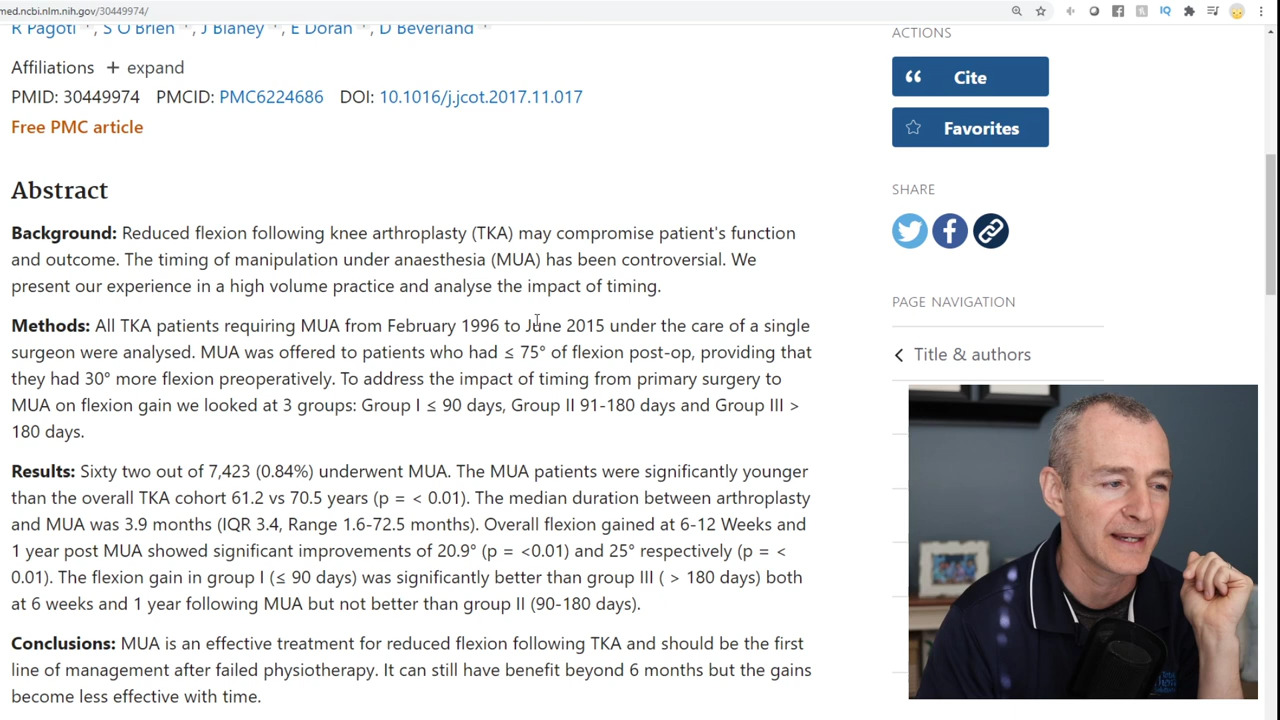 med.ncbi.nlm.nih.gov/30449974/
R Pagoti, S O'Brien, J Blaney, E Doran, D Beverland
Affiliations + expand
PMID: 30449974 PMCID: PMC6224686 DOI: 10.1016/j.jcot.2017.11.017
Free PMC article
Abstract
Background: Reduced flexion following knee arthroplasty (TKA) may compromise patient's function
and outcome. The timing of manipulation under anaesthesia (MUA) has been controversial. We
present our experience in a high volume practice and analyse the impact of timing.
Methods: All TKA patients requiring MUA from February 1996 to June 2015 under the care of a single
surgeon were analysed. MUA was offered to patients who had ≤ 75° of flexion post-op, providing that
they had 30° more flexion preoperatively. To address the impact of timing from primary surgery to
MUA on flexion gain we looked at 3 groups: Group I ≤ 90 days, Group II 91-180 days and Group III >
180 days.
Results: Sixty two out of 7,423 (0.84%) underwent MUA. The MUA patients were significantly younger
than the overall TKA cohort 61.2 vs 70.5 years (p = < 0.01). The median duration between arthroplasty
and MUA was 3.9 months (IQR 3.4, Range 1.6-72.5 months). Overall flexion gained at 6-12 Weeks and
1 year post MUA showed significant improvements of 20.9° (p = <0.01) and 25° respectively (p = <
0.01). The flexion gain in group I (≤ 90 days) was significantly better than group III ( > 180 days) both
at 6 weeks and 1 year following MUA but not better than group II (90-180 days).
Conclusions: MUA is an effective treatment for reduced flexion following TKA and should be the first
line of management after failed physiotherapy. It can still have benefit beyond 6 months but the gains
become less effective with time.
ACTIONS
Cite
Favorites
SHARE
PAGE NAVIGATION
Title & authors